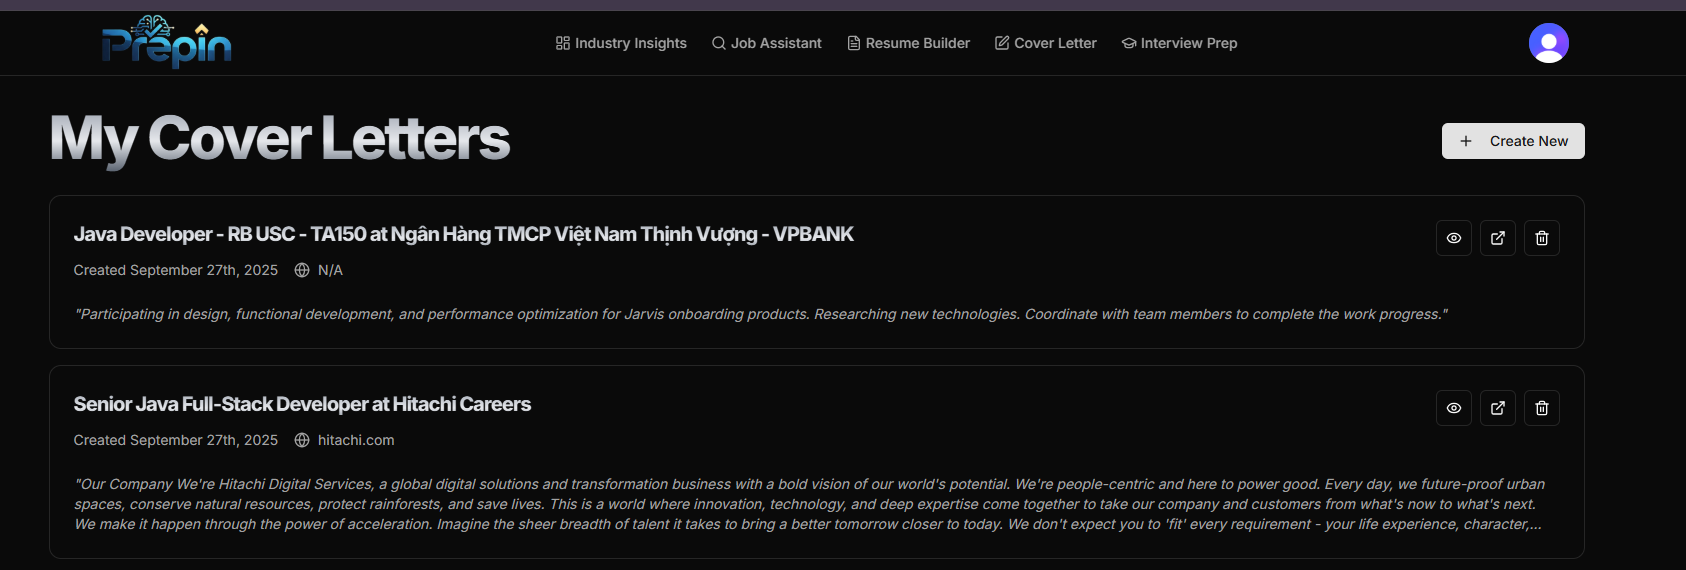 Prepin
Industry Insights
Job Assistant
Resume Builder
Cover Letter
Interview Prep
My Cover Letters
Create New
Java Developer - RB USC - TA150 at Ngân Hàng TMCP Việt Nam Thịnh Vượng - VPBANK
Created September 27th, 2025 N/A
"Participating in design, functional development, and performance optimization for Jarvis onboarding products. Researching new technologies. Coordinate with team members to complete the work progress."
Senior Java Full-Stack Developer at Hitachi Careers
Created September 27th, 2025 hitachi.com
"Our Company We're Hitachi Digital Services, a global digital solutions and transformation business with a bold vision of our world's potential. We're people-centric and here to power good. Every day, we future-proof urban
spaces, conserve natural resources, protect rainforests, and save lives. This is a world where innovation, technology, and deep expertise come together to take our company and customers from what's now to what's next.
We make it happen through the power of acceleration. Imagine the sheer breadth of talent it takes to bring a better tomorrow closer to today. We don't expect you to 'fit' every requirement - your life experience, character,...